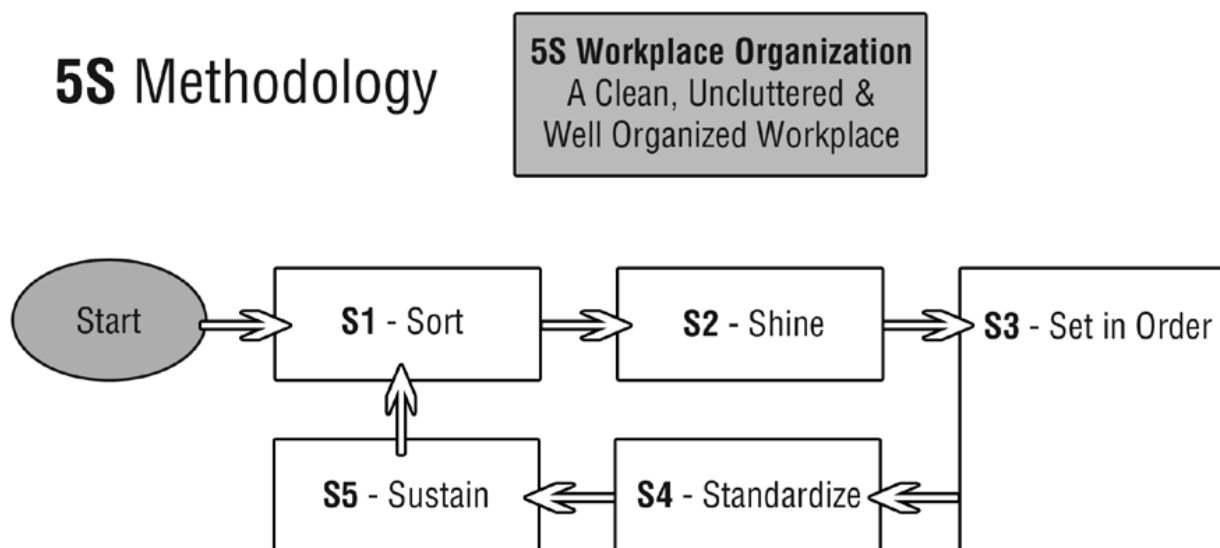 5S Methodology
5S Workplace Organization
A Clean, Uncluttered &
Well Organized Workplace
Start
S1 - Sort
S2 - Shine
S3 - Set in Order
S5 - Sustain
S4 - Standardize